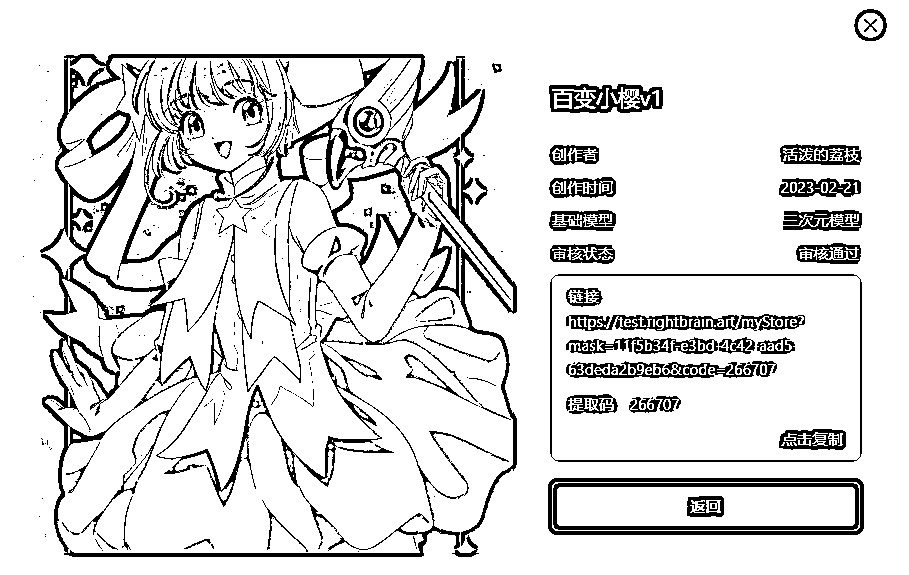 百变小樱v1
创作者 活泼的荔枝
创作时间 2023-02-21
基础模型 三次元模型
审核状态 审核通过
链接
https://test.rightbrain.art/myStore?
mask=11f5b34f-e3bd-4c42-aad5-
63deda2b9eb6&code=266707
提取码 266707
点击复制
返回